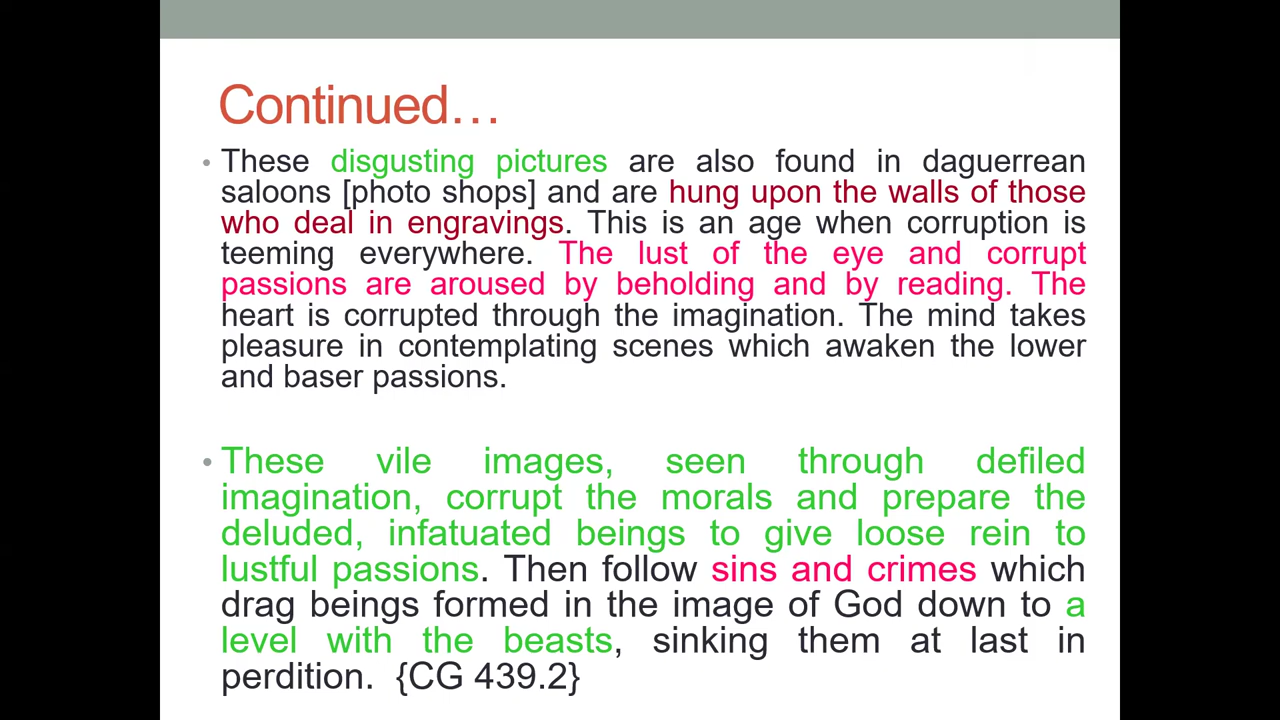 Continued…
• These disgusting pictures are also found in daguerrean
saloons [photo shops] and are hung upon the walls of those
who deal in engravings. This is an age when corruption is
teeming everywhere. The lust of the eye and corrupt
passions are aroused by beholding and by reading. The
heart is corrupted through the imagination. The mind takes
pleasure in contemplating scenes which awaken the lower
and baser passions.
• These vile images, seen through defiled
imagination, corrupt the morals and prepare the
deluded, infatuated beings to give loose rein to
lustful passions. Then follow sins and crimes which
drag beings formed in the image of God down to a
level with the beasts, sinking them at last in
perdition. {CG 439.2}